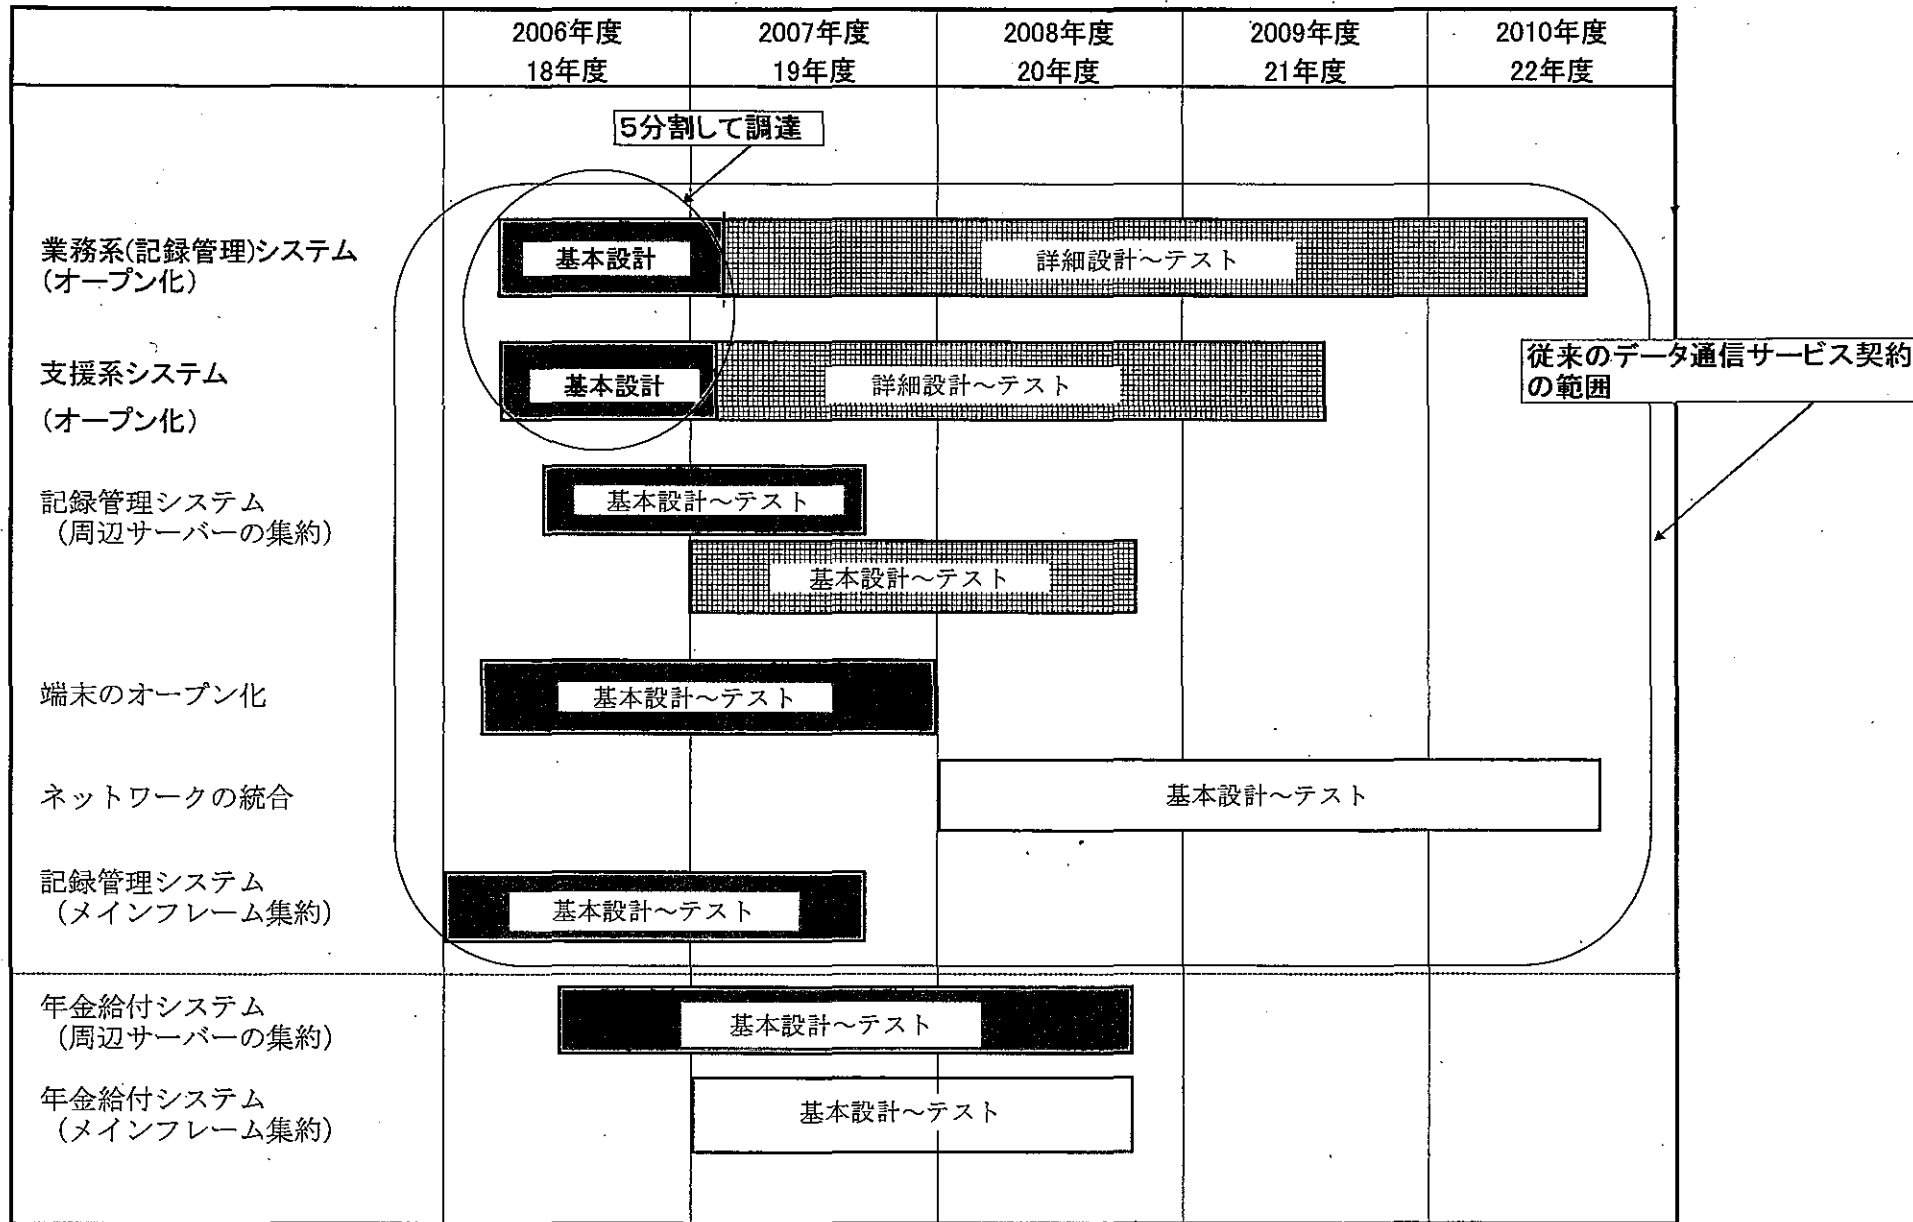 2006年度 2007年度 2008年度 2009年度 2010年度
18年度 19年度 20年度 21年度 22年度
5分割して調達
業務系(記録管理)システム
(オープン化)
基本設計
詳細設計～テスト
支援系システム
(オープン化)
基本設計
詳細設計～テスト
従来のデータ通信サービス契約
の範囲
記録管理システム
(周辺サーバーの集約)
基本設計～テスト
基本設計～テスト
端末のオープン化
基本設計～テスト
ネットワークの統合
基本設計～テスト
記録管理システム
(メインフレーム集約)
基本設計～テスト
年金給付システム
(周辺サーバーの集約)
基本設計～テスト
年金給付システム
(メインフレーム集約)
基本設計～テスト